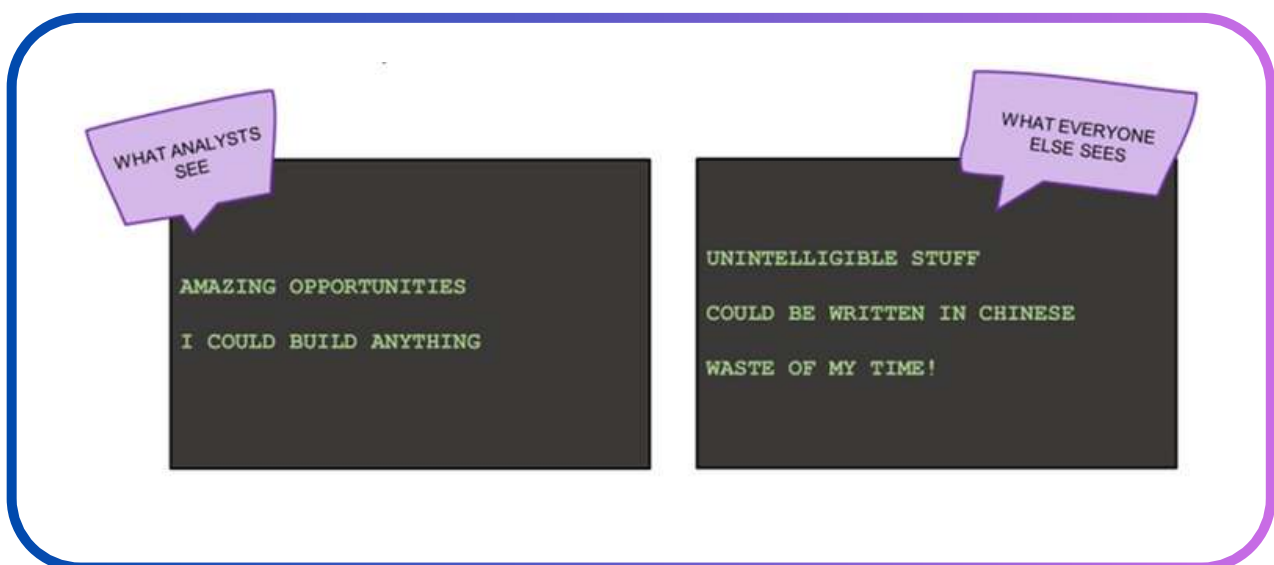 WHAT ANALYSTS
SEE
AMAZING OPPORTUNITIES
I COULD BUILD ANYTHING
WHAT EVERYONE
ELSE SEES
UNINTELLIGIBLE STUFF
COULD BE WRITTEN IN CHINESE
WASTE OF MY TIME!